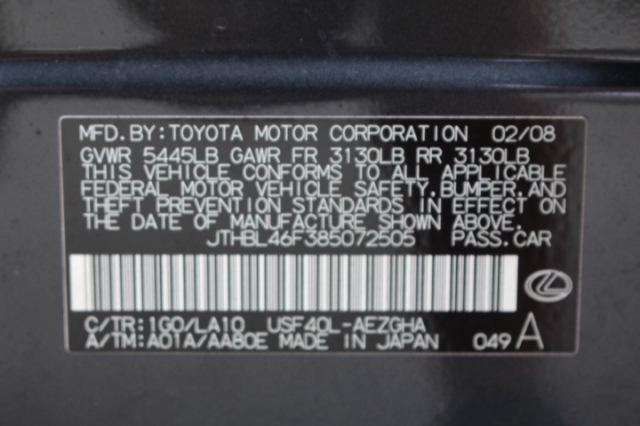 MFD. BY: TOYOTA MOTOR CORPORATION 02/08
GVWR 5445LB GAWR FR 3130LB RR 3130LB
THIS VEHICLE CONFORMS TO ALL APPLICABLE
FEDERAL MOTOR VEHICLE SAFETY, BUMPER, AND
THEFT PREVENTION STANDARDS IN EFFECT ON
THE DATE OF MANUFACTURE SHOWN ABOVE.
JTHBL46F385072505 PASS. CAR
C/TR: 1G0/LA10 USF40L-AEZGHA
A/TM: A01A/AA80E MADE IN JAPAN 049 A